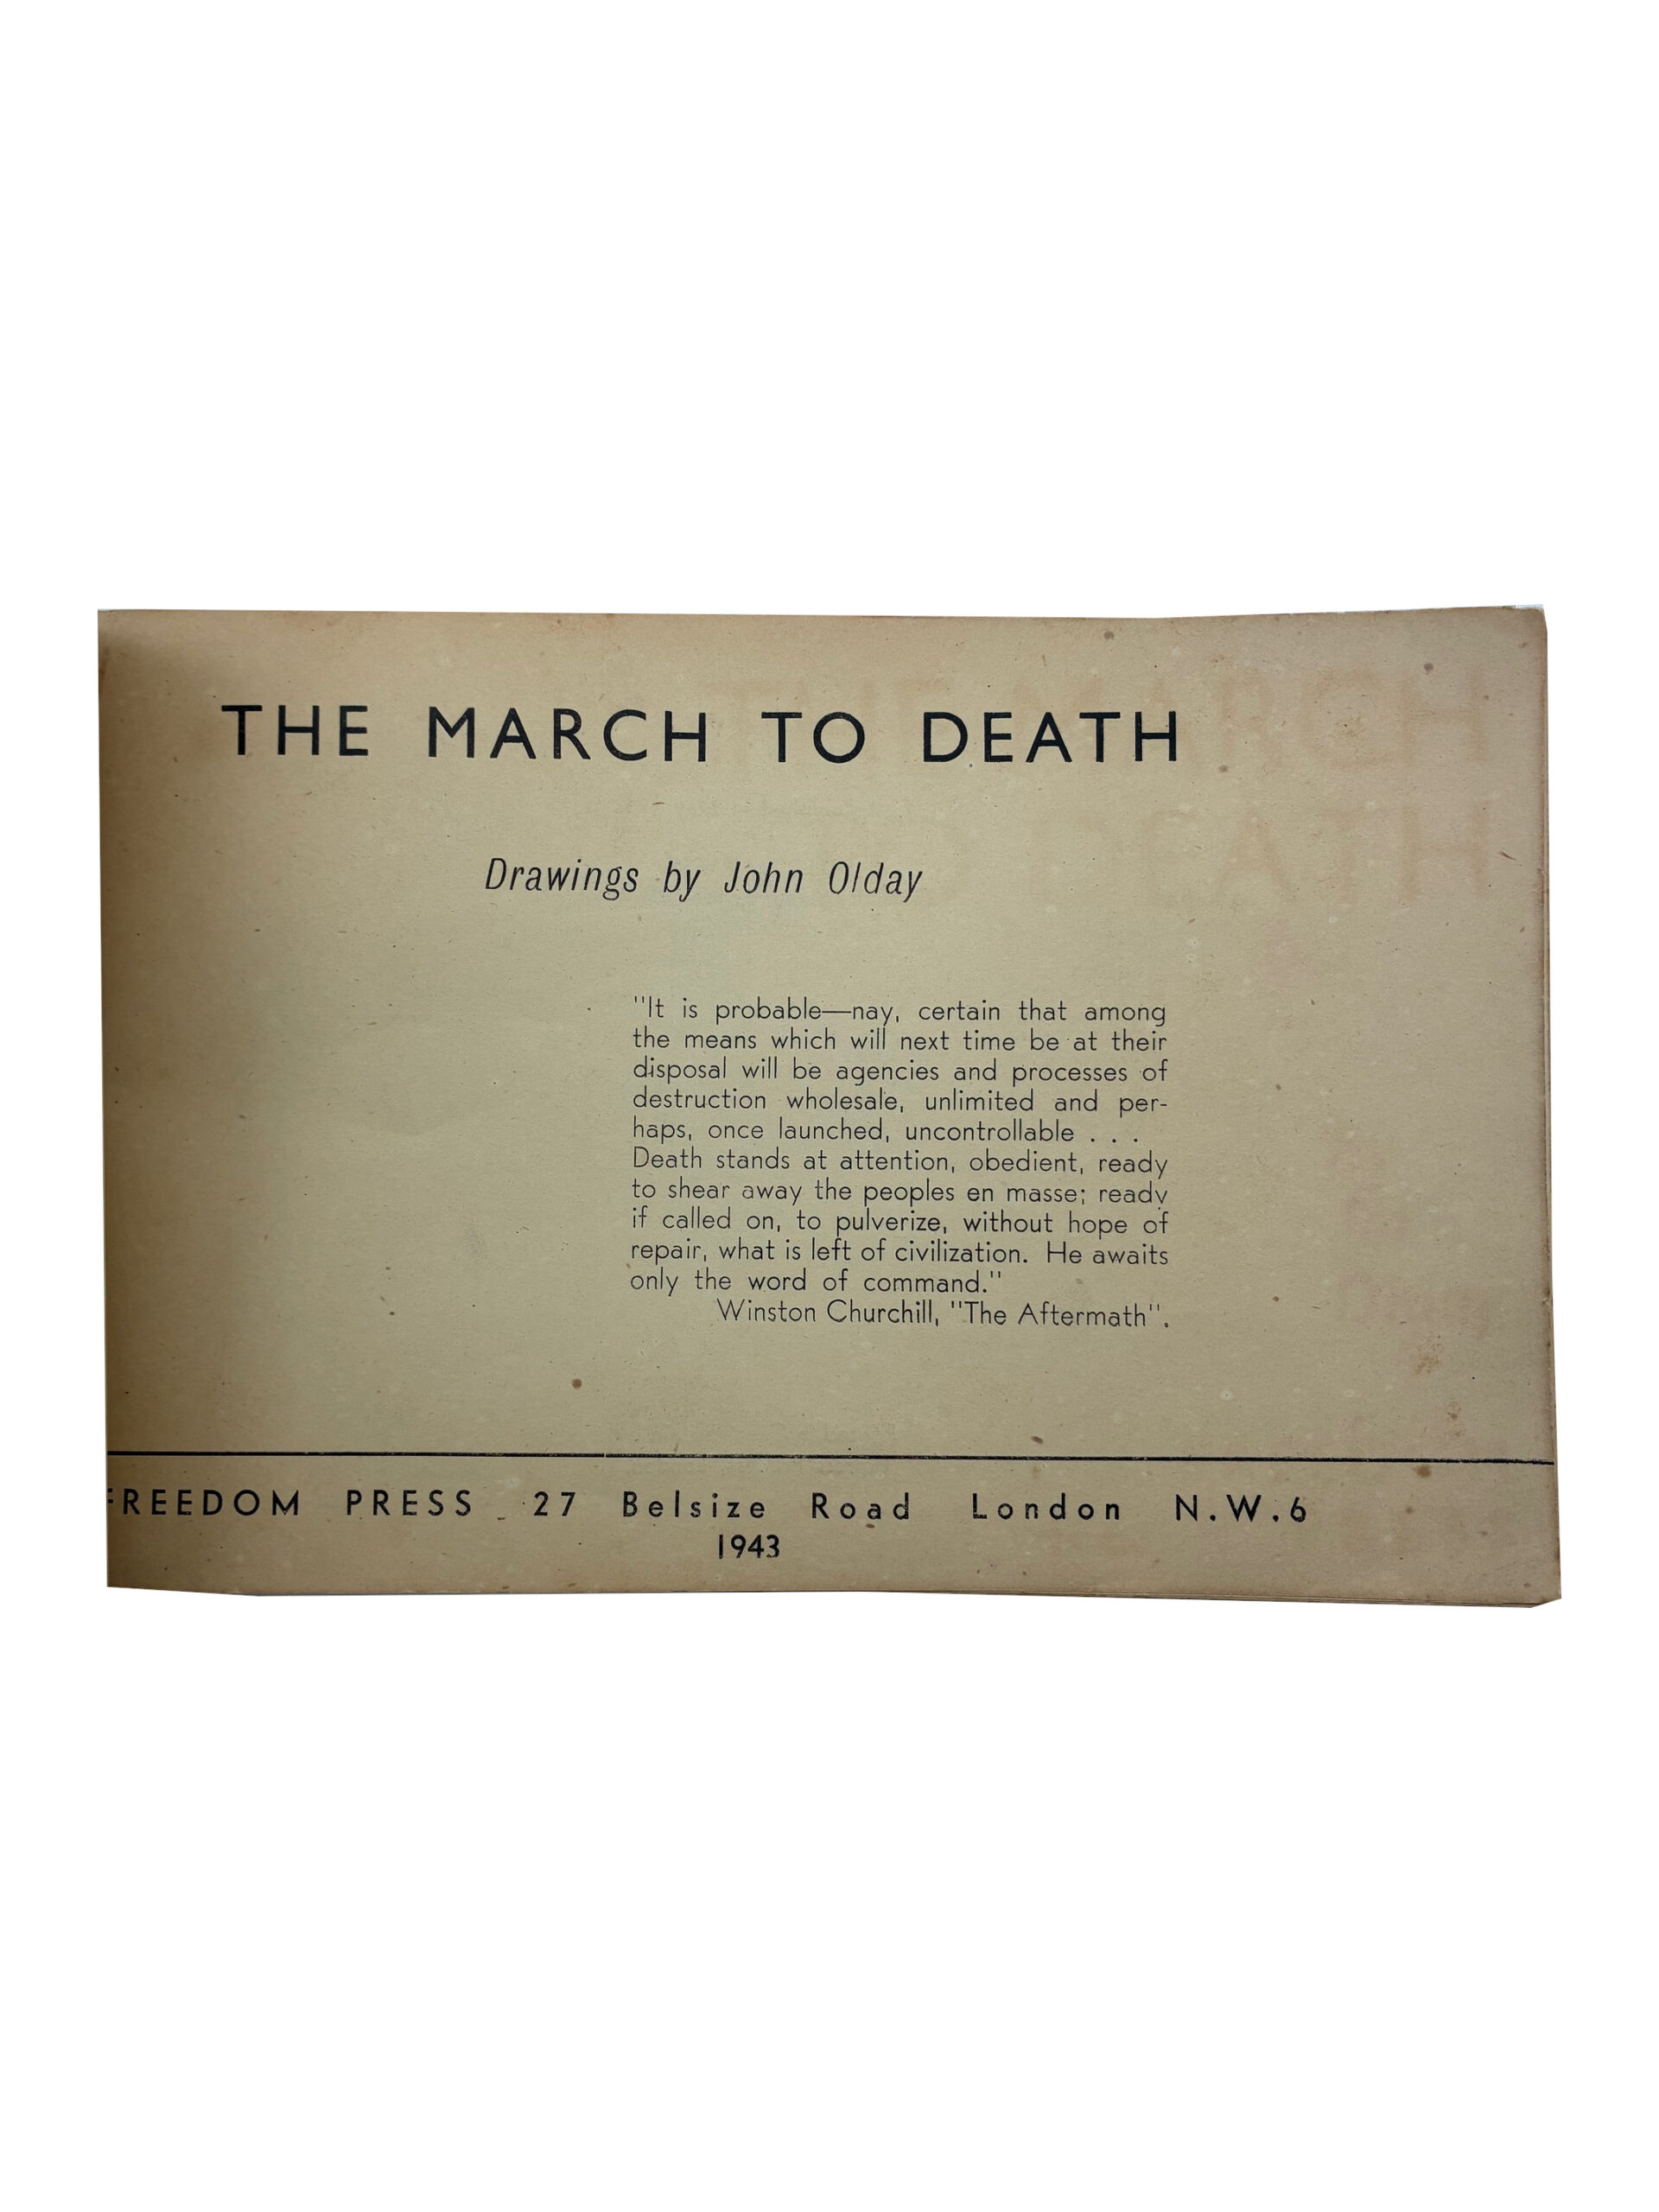 THE MARCH TO DEATH
Drawings by John Olday
"It is probable—nay, certain that among
the means which will next time be at their
disposal will be agencies and processes of
destruction wholesale, unlimited and per-
haps, once launched, uncontrollable . . .
Death stands at attention, obedient, ready
to shear away the peoples en masse; ready
if called on, to pulverize, without hope of
repair, what is left of civilization. He awaits
only the word of command."
Winston Churchill, "The Aftermath".
FREEDOM PRESS 27 Belsize Road London N.W.6
1943